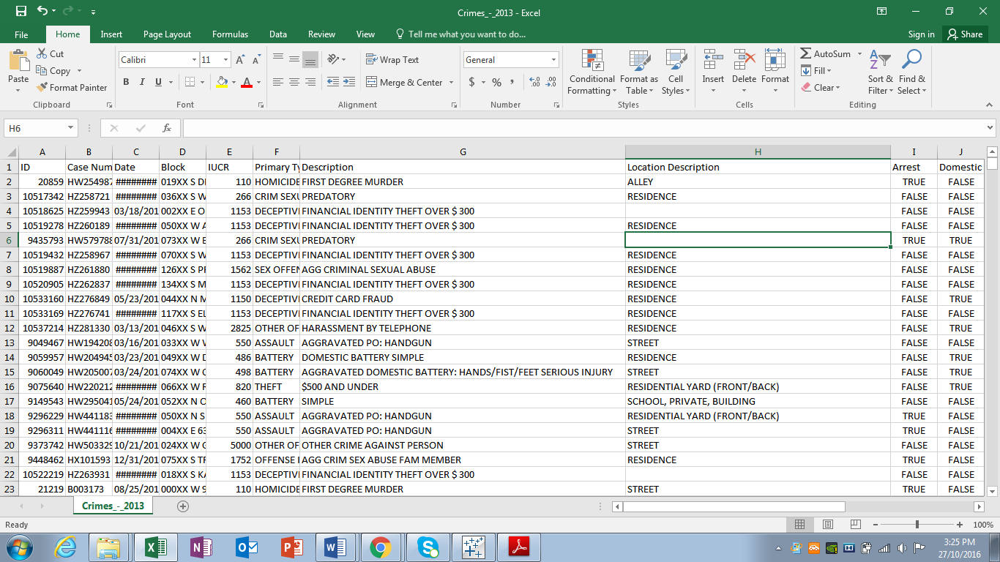 Crimes_-_2013 - Excel
File Home Insert Page Layout Formulas Data Review View Tell me what you want to do... Sign in Share
Paste Cut Copy Format Painter Clipboard
Calibri 11 A A B I U A Font
Wrap Text Merge & Center Alignment
General $ % , .0 .00 .00 .0 Number
Conditional Formatting Format as Table Cell Styles Styles
Insert Delete Format Cells
AutoSum Fill Clear Sort & Filter Find & Select Editing
H6 fx
A B C D E F G H I J
1 ID Case Num Date Block IUCR Primary Ty Description Location Description Arrest Domestic
2 20859 HW254987 ######## 019XX S DI 110 HOMICIDE FIRST DEGREE MURDER ALLEY TRUE FALSE
3 10517342 HZ258721 ######## 036XX S W 266 CRIM SEXU PREDATORY RESIDENCE FALSE FALSE
4 10518625 HZ259943 03/18/201 002XX E O 1153 DECEPTIVI FINANCIAL IDENTITY THEFT OVER $ 300 FALSE FALSE
5 10519278 HZ260189 ######## 050XX W A 1153 DECEPTIVI FINANCIAL IDENTITY THEFT OVER $ 300 RESIDENCE FALSE FALSE
6 9435793 HW579788 07/31/201 073XX W E 266 CRIM SEXU PREDATORY TRUE TRUE
7 10519432 HZ258967 ######## 070XX S W 1153 DECEPTIVI FINANCIAL IDENTITY THEFT OVER $ 300 RESIDENCE FALSE FALSE
8 10519887 HZ261880 ######## 126XX S PR 1562 SEX OFFEN AGG CRIMINAL SEXUAL ABUSE RESIDENCE FALSE FALSE
9 10520905 HZ262837 ######## 134XX S M 1153 DECEPTIVI FINANCIAL IDENTITY THEFT OVER $ 300 RESIDENCE FALSE FALSE
10 10533160 HZ276849 05/23/201 044XX N M 1150 DECEPTIVI CREDIT CARD FRAUD RESIDENCE FALSE TRUE
11 10533169 HZ276741 ######## 117XX S EL 1153 DECEPTIVI FINANCIAL IDENTITY THEFT OVER $ 300 RESIDENCE FALSE FALSE
12 10537214 HZ281330 03/13/201 046XX S W 2825 OTHER OF HARASSMENT BY TELEPHONE RESIDENCE FALSE TRUE
13 9049467 HW194208 03/16/201 033XX W V 550 ASSAULT AGGRAVATED PO: HANDGUN STREET FALSE FALSE
14 9059957 HW204945 03/23/201 049XX W D 486 BATTERY DOMESTIC BATTERY SIMPLE RESIDENCE FALSE TRUE
15 9060049 HW205007 03/24/201 074XX W G 498 BATTERY AGGRAVATED DOMESTIC BATTERY: HANDS/FIST/FEET SERIOUS INJURY STREET FALSE TRUE
16 9075640 HW220212 ######## 066XX W F 820 THEFT $500 AND UNDER RESIDENTIAL YARD (FRONT/BACK) FALSE TRUE
17 9149543 HW295041 05/24/201 052XX N O 460 BATTERY SIMPLE SCHOOL, PRIVATE, BUILDING FALSE FALSE
18 9296229 HW441183 ######## 050XX N S 550 ASSAULT AGGRAVATED PO: HANDGUN RESIDENTIAL YARD (FRONT/BACK) TRUE FALSE
19 9296311 HW441116 ######## 004XX E 63 550 ASSAULT AGGRAVATED PO: HANDGUN STREET TRUE FALSE
20 9373742 HW503329 10/21/201 024XX W G 5000 OTHER OF OTHER CRIME AGAINST PERSON STREET FALSE FALSE
21 9448462 HX101593 12/31/201 075XX S TR 1752 OFFENSE I AGG CRIM SEX ABUSE FAM MEMBER RESIDENCE TRUE FALSE
22 10522219 HZ263931 ######## 018XX S KA 1153 DECEPTIVI FINANCIAL IDENTITY THEFT OVER $ 300 FALSE FALSE
23 21219 B003173 08/25/201 000XX W 9 110 HOMICIDE FIRST DEGREE MURDER STREET TRUE FALSE
Crimes_-_2013
Ready 100%
3:25 PM
27/10/2016